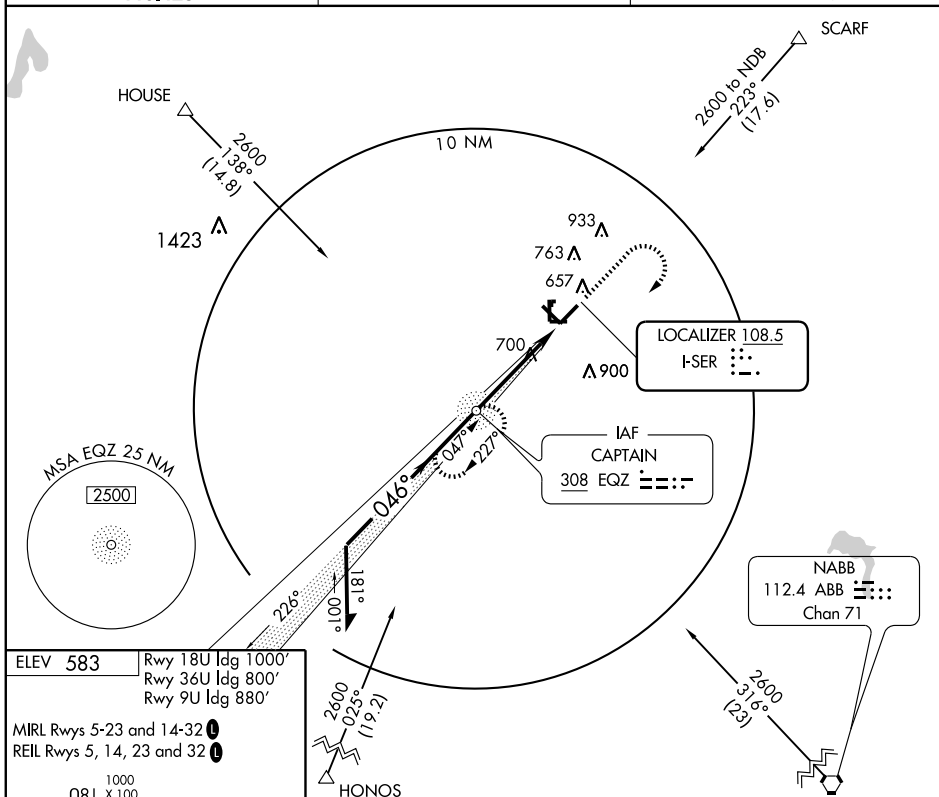 SCARF
2600 to NDB
223°
(17.6)
HOUSE
2600
138°
(14.8)
10 NM
1423
933
763
657
LOCALIZER 108.5
I-SER
700
900
IAF
CAPTAIN
308 EQZ
047°
227°
046°
MSA EQZ 25 NM
2500
181°
001°
226°
NABB
112.4 ABB
Chan 71
2600
316°
(23)
2600
025°
(19.2)
HONOS
ELEV 583
Rwy 18U ldg 1000'
Rwy 36U ldg 800'
Rwy 9U ldg 880'
MIRL Rwys 5-23 and 14-32 L
REIL Rwys 5, 14, 23 and 32 L
1000
X 100